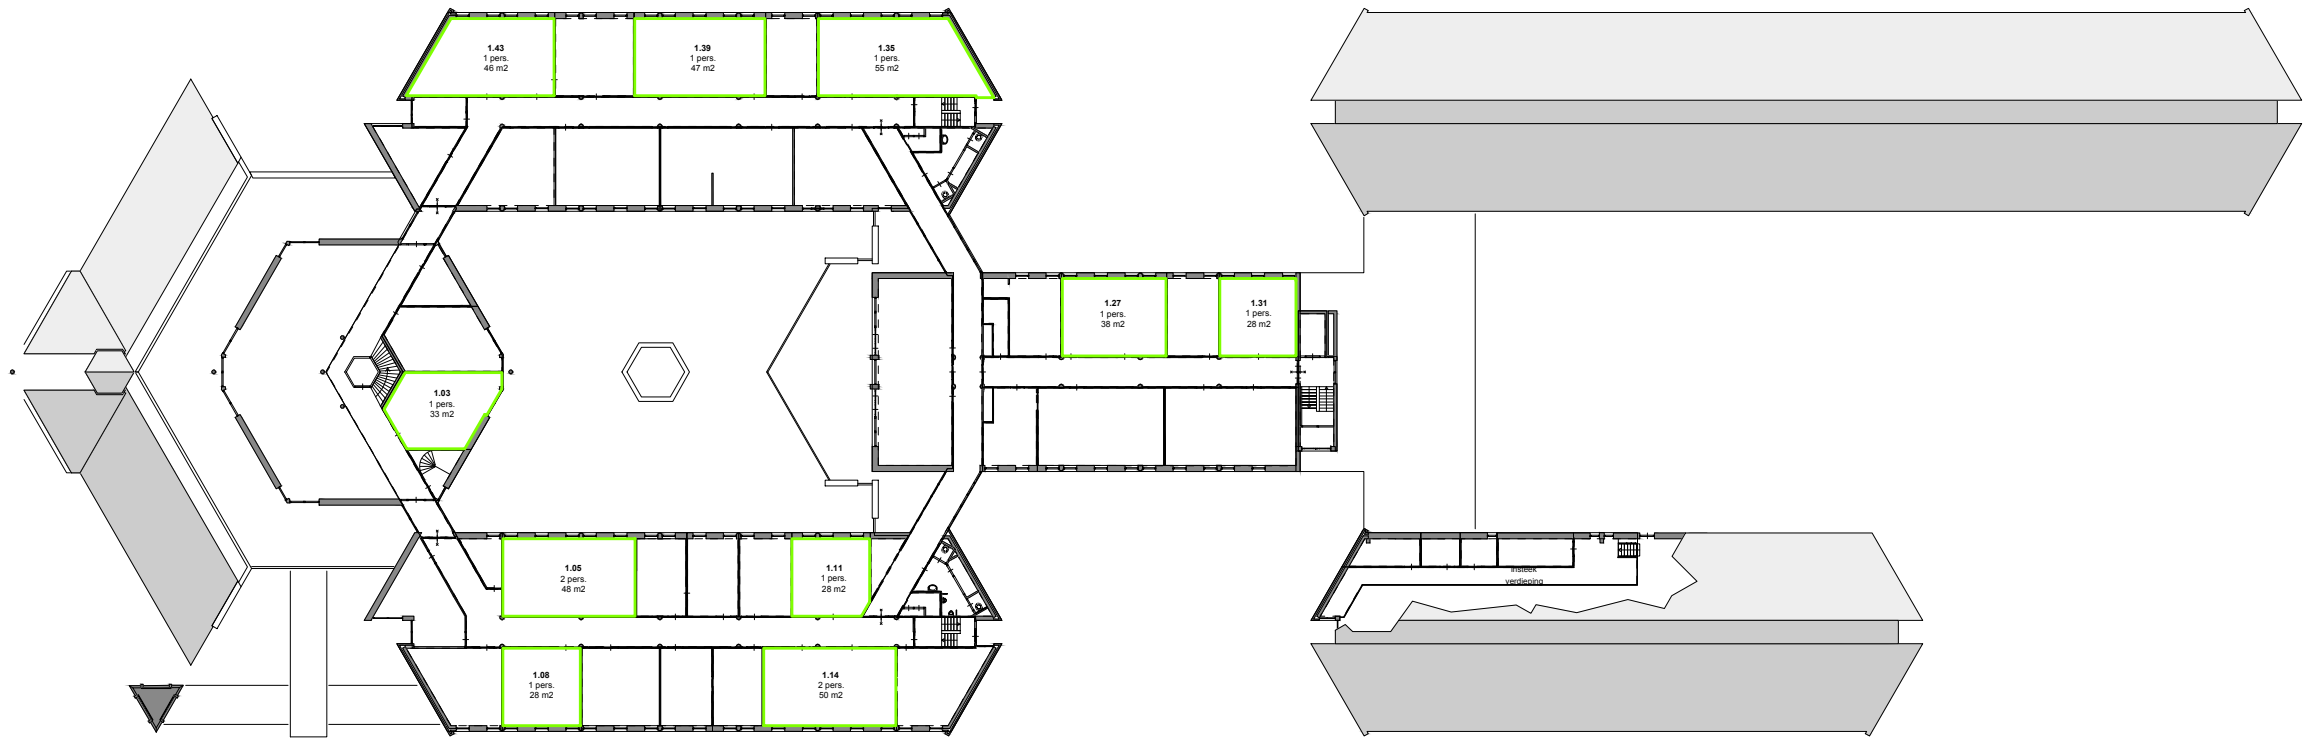 1.43
1 pers.
46 m2
1.39
1 pers.
47 m2
1.35
1 pers.
55 m2
1.27
1 pers.
38 m2
1.31
1 pers.
28 m2
1.03
1 pers.
33 m2
1.05
2 pers.
48 m2
1.11
1 pers.
28 m2
insteek
verdieping
1.08
1 pers.
28 m2
1.14
2 pers.
50 m2